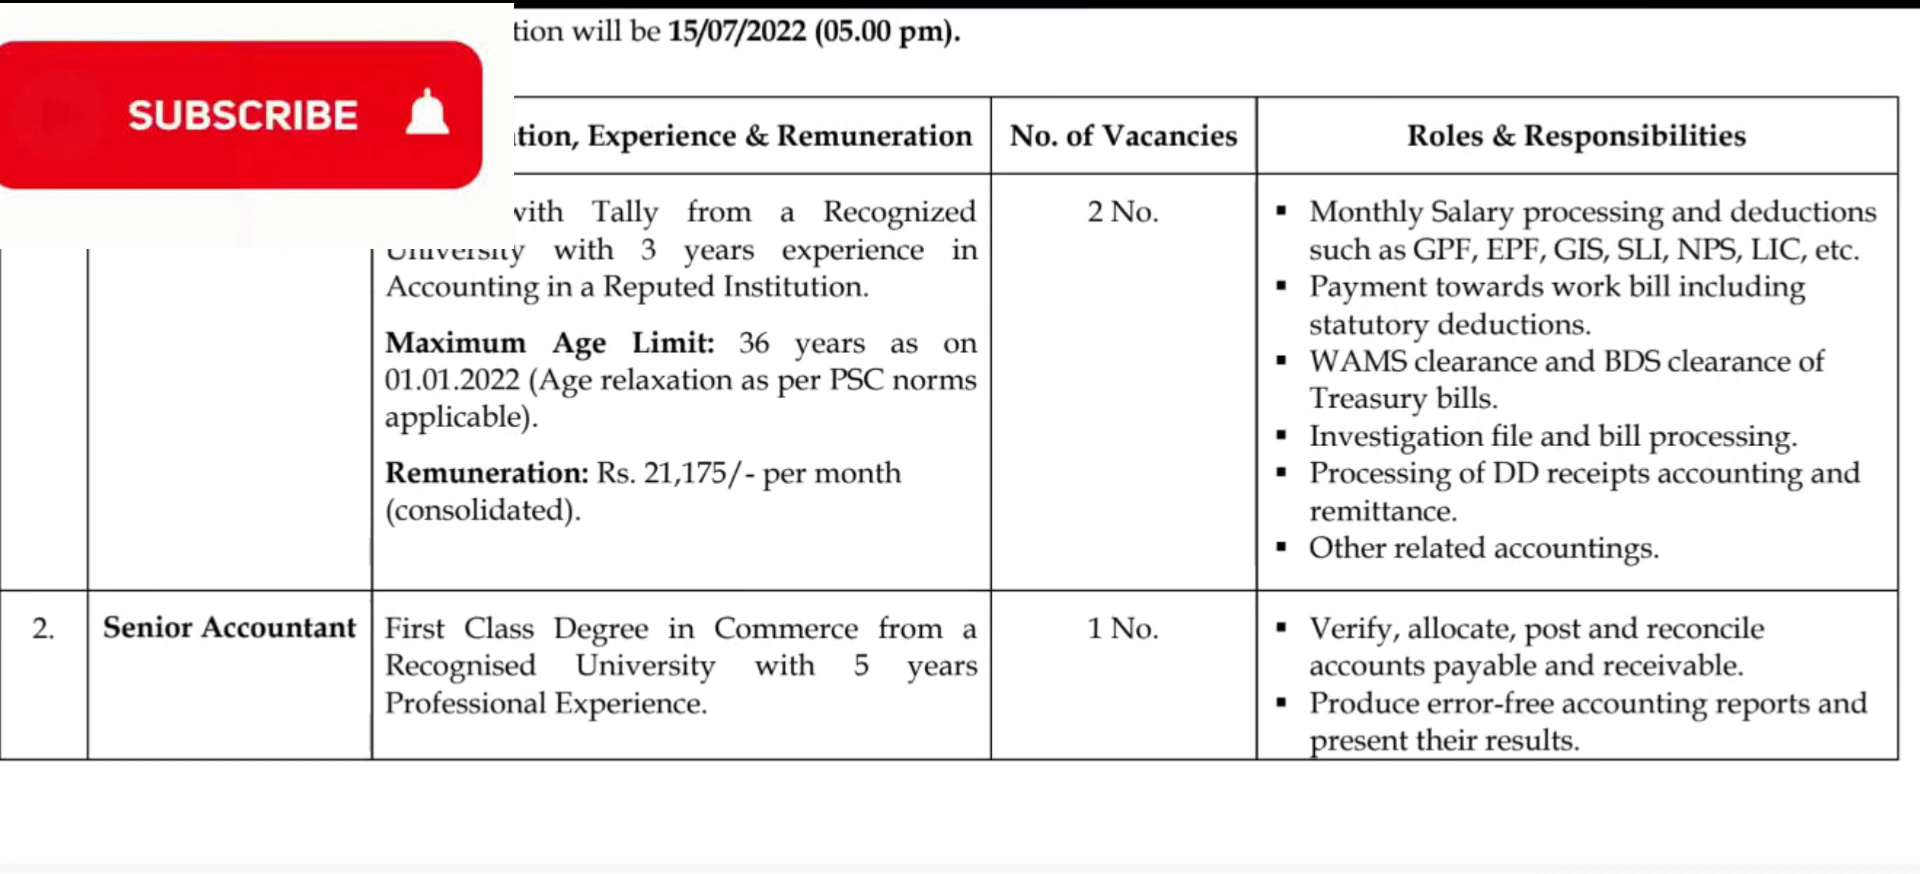 tion will be 15/07/2022 (05.00 pm).
SUBSCRIBE
tion, Experience & Remuneration
No. of Vacancies
Roles & Responsibilities
with Tally from a Recognized
University with 3 years experience in
Accounting in a Reputed Institution.
Maximum Age Limit: 36 years as on
01.01.2022 (Age relaxation as per PSC norms
applicable).
Remuneration: Rs. 21,175/- per month
(consolidated).
2 No.
▪ Monthly Salary processing and deductions
such as GPF, EPF, GIS, SLI, NPS, LIC, etc.
▪ Payment towards work bill including
statutory deductions.
▪ WAMS clearance and BDS clearance of
Treasury bills.
▪ Investigation file and bill processing.
▪ Processing of DD receipts accounting and
remittance.
▪ Other related accountings.
2.
Senior Accountant
First Class Degree in Commerce from a
Recognised University with 5 years
Professional Experience.
1 No.
▪ Verify, allocate, post and reconcile
accounts payable and receivable.
▪ Produce error-free accounting reports and
present their results.